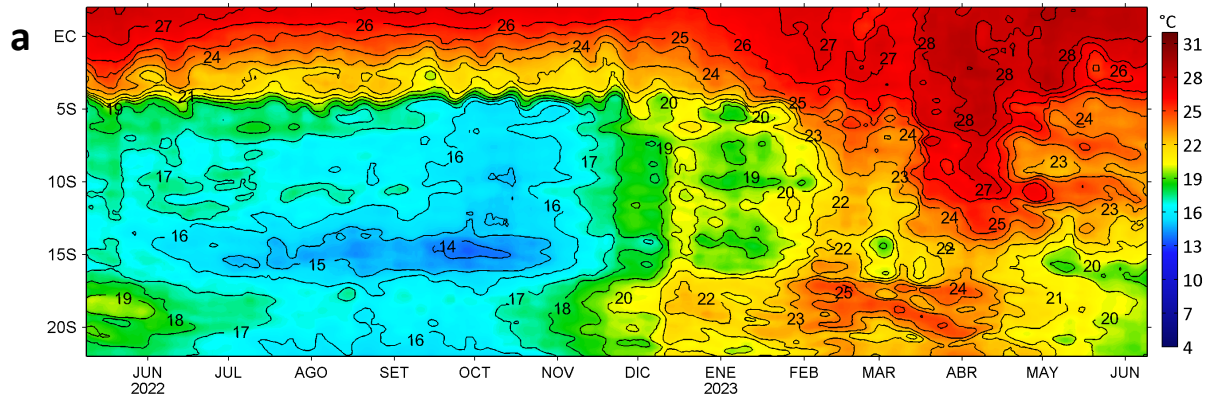 a
°C
EC
5S
10S
15S
20S
27 26 26 24 25 26 27 28 28
24 24 27 28 26
19 21 20 25 28 24
16 17 19 20 23 24 23
17 19 20 23 27
16 16 22 24 25 23
15 14 22 22 20
19 18 17 17 18 20 22 23 25 24 21 20
16
31
28
25
22
19
16
13
10
7
4
JUN JUL AGO SET OCT NOV DIC ENE FEB MAR ABR MAY JUN
2022 2023